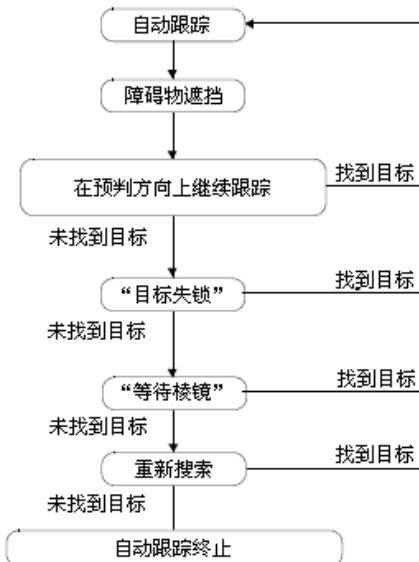 自动跟踪
障碍物遮挡
在预判方向上继续跟踪
找到目标
未找到目标
“目标失锁”
找到目标
未找到目标
“等待棱镜”
找到目标
未找到目标
重新搜索
找到目标
未找到目标
自动跟踪终止